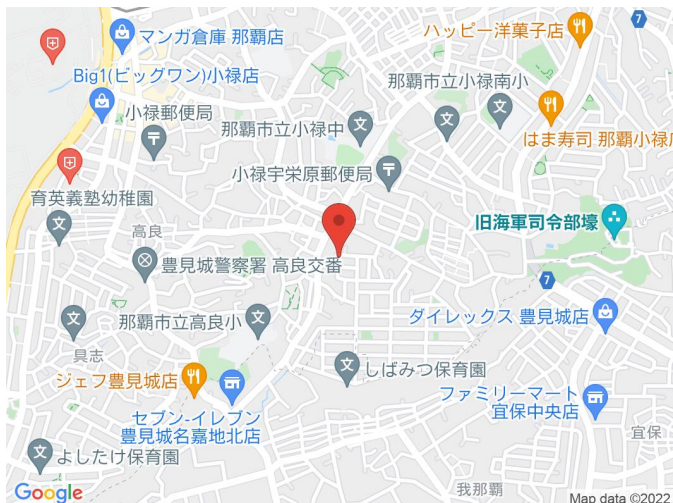 ハッピー洋菓子店
7
マンガ倉庫 那覇店
Big1(ビッグワン)小禄店
那覇市立小禄南小
小禄郵便局
那覇市立小禄中
はま寿司 那覇小禄店
小禄宇栄原郵便局
育英義塾幼稚園
旧海軍司令部壕
高良
豊見城警察署 高良交番
7
那覇市立高良小
ダイレックス 豊見城店
具志
しばみつ保育園
ジェフ豊見城店
ファミリーマート
宜保中央店
セブン-イレブン
豊見城名嘉地北店
宜保
よしたけ保育園
我那覇
Google
Map data ©2022